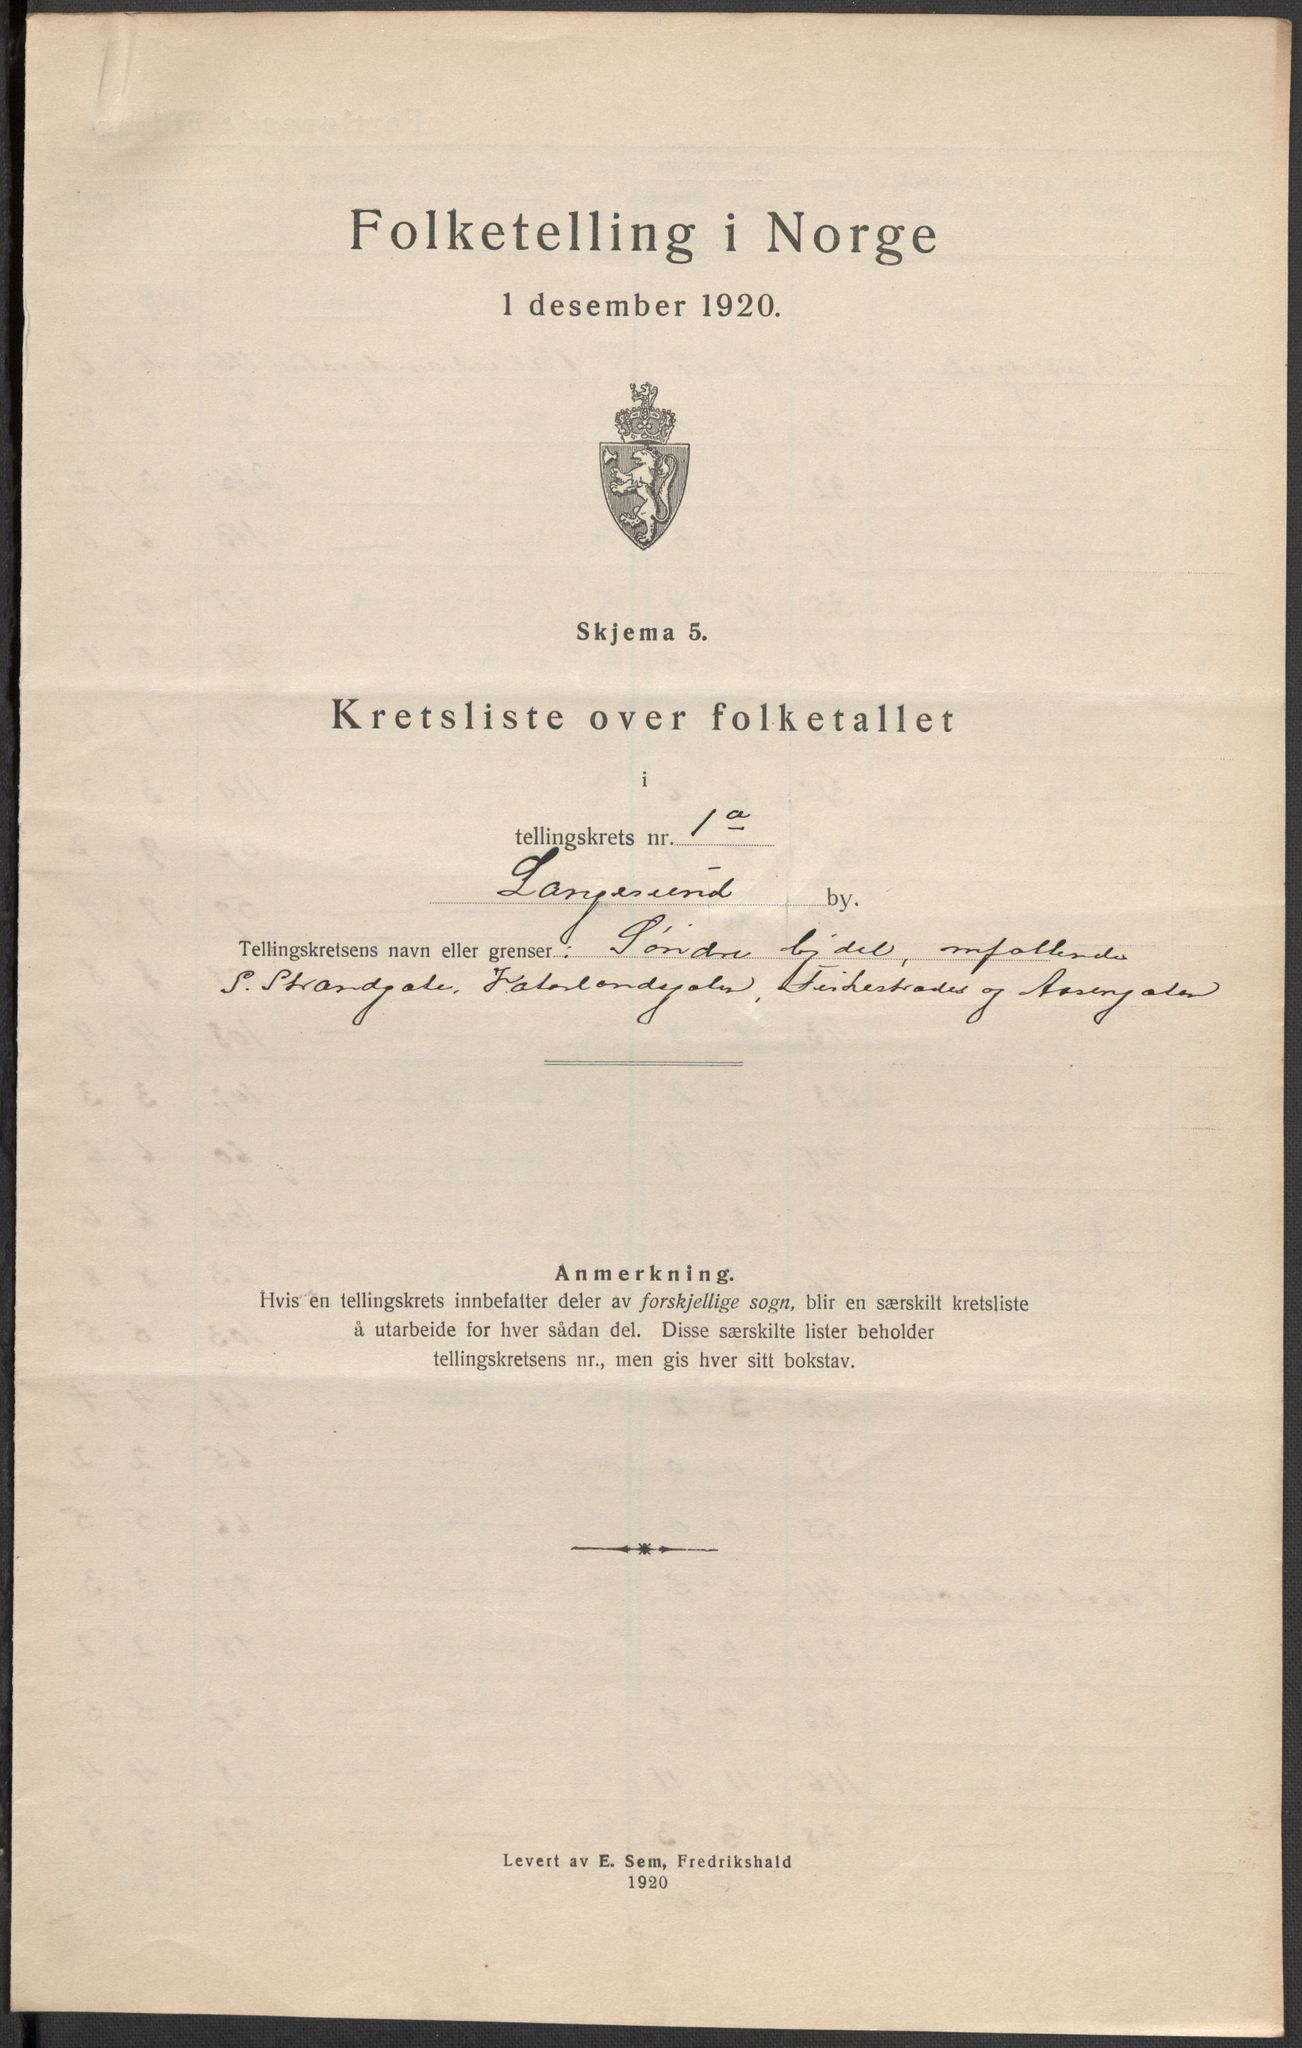 Folketelling i Norge
1 desember 1920.
Skjema 5.
Kretsliste over folketallet
i
tellingskrets nr. 1a
Langesund by.
Tellingskretsens navn eller grenser: Søndre bydel, omfattende
S. Strandgate, Fatarlandsgaten, Fiskestrædet og Aasengaten
Anmerkning.
Hvis en tellingskrets innbefatter deler av forskjellige sogn, blir en særskilt kretsliste
å utarbeide for hver sådan del. Disse særskilte lister beholder
tellingskretsens nr., men gis hver sitt bokstav.
Levert av E. Sem, Fredrikshald
1920